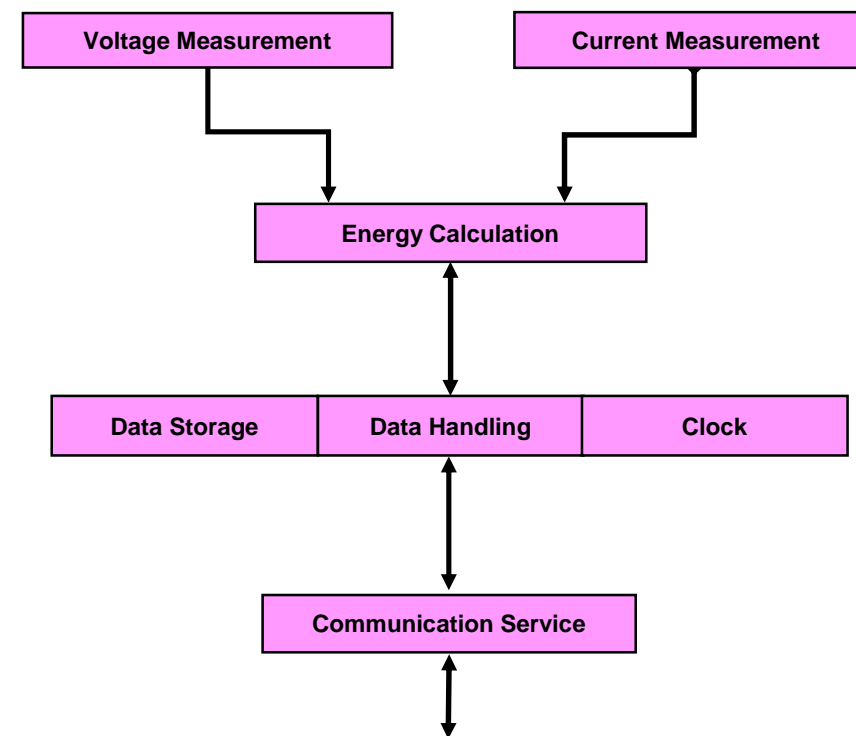 Voltage Measurement
Current Measurement
Energy Calculation
Data Storage
Data Handling
Clock
Communication Service